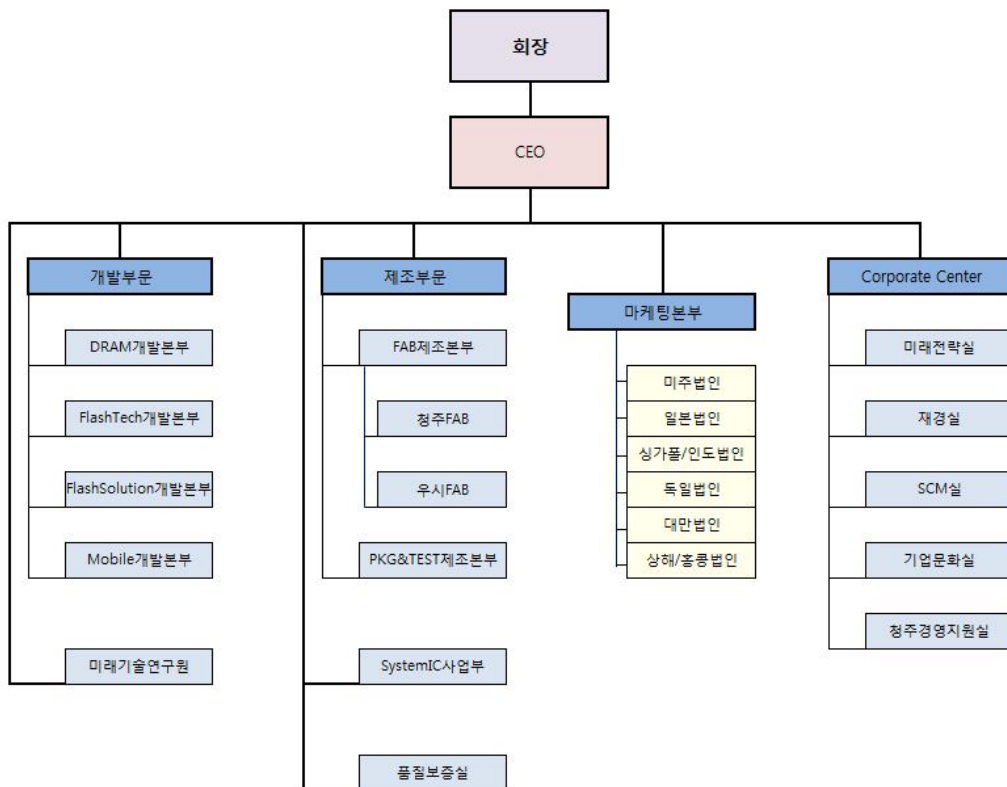 회장
CEO
개발부문
DRAM개발본부
FlashTech개발본부
FlashSolution개발본부
Mobile개발본부
미래기술연구원
제조부문
FAB제조본부
청주FAB
우시FAB
PKG&TEST제조본부
SystemIC사업부
품질보증실
마케팅본부
미주법인
일본법인
싱가폴/인도법인
독일법인
대만법인
상해/홍콩법인
Corporate Center
미래전략실
재경실
SCM실
기업문화실
청주경영지원실